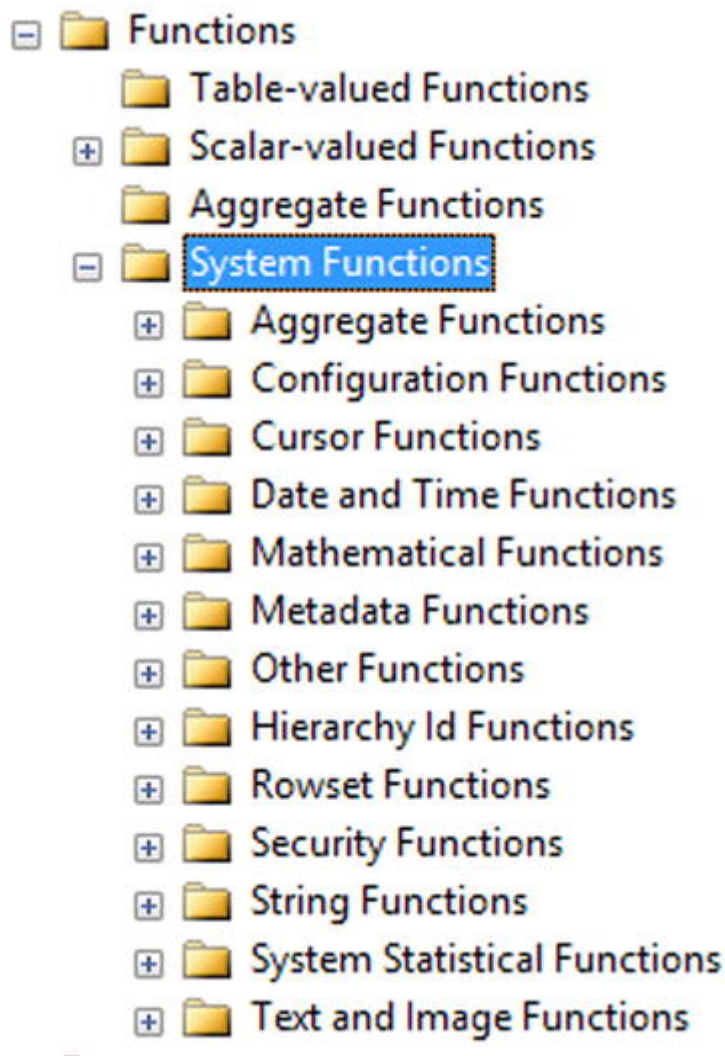 Functions
Table-valued Functions
Scalar-valued Functions
Aggregate Functions
System Functions
Aggregate Functions
Configuration Functions
Cursor Functions
Date and Time Functions
Mathematical Functions
Metadata Functions
Other Functions
Hierarchy Id Functions
Rowset Functions
Security Functions
String Functions
System Statistical Functions
Text and Image Functions